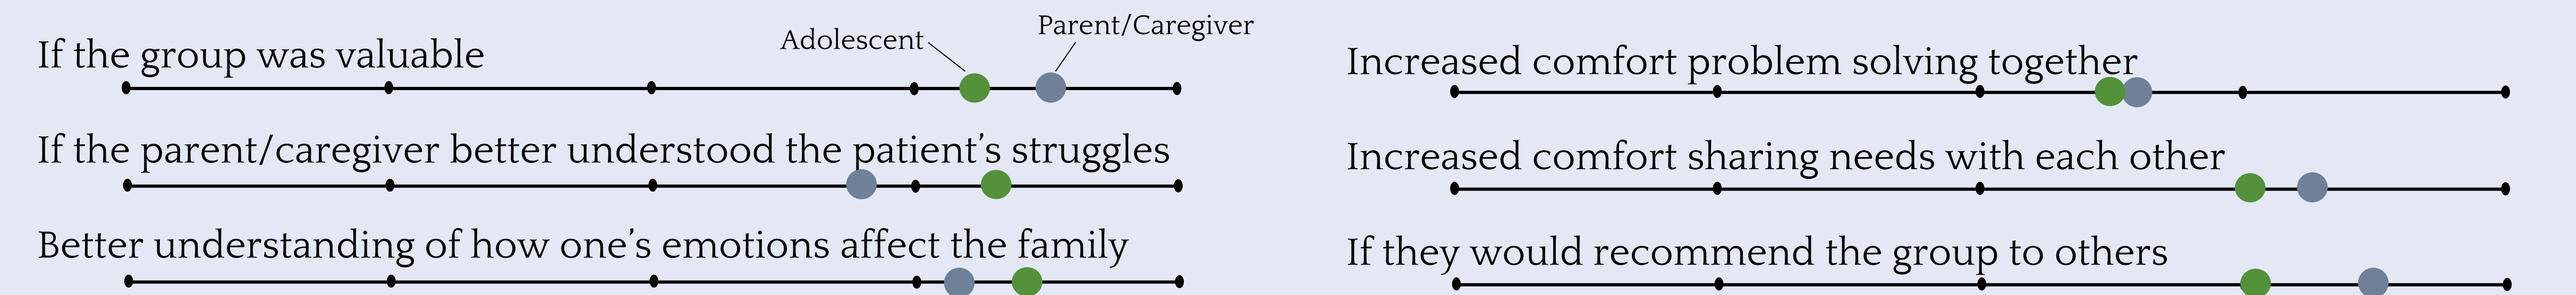 If the group was valuable
Adolescent
Parent/Caregiver
If the parent/caregiver better understood the patient’s struggles
Better understanding of how one’s emotions affect the family
Increased comfort problem solving together
Increased comfort sharing needs with each other
If they would recommend the group to others